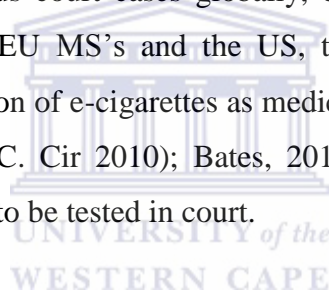 s court cases globally,
EU MS's and the US, t
on of e-cigarettes as medic
C. Cir 2010); Bates, 201
to be tested in court.
UNIVERSITY of the
WESTERN CAPE